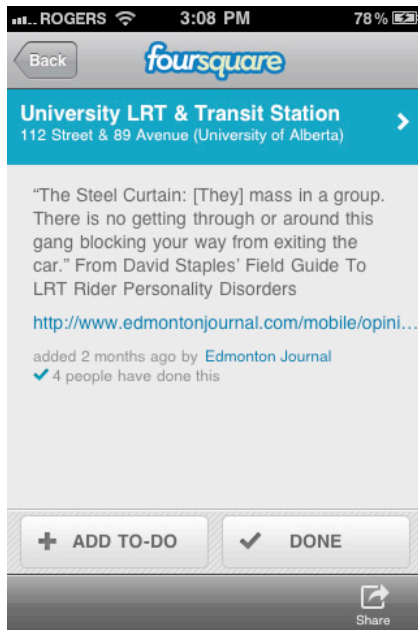 ROGERS 3:08 PM 78%
Back foursquare
University LRT & Transit Station
112 Street & 89 Avenue (University of Alberta)
“The Steel Curtain: [They] mass in a group.
There is no getting through or around this
gang blocking your way from exiting the
car.” From David Staples’ Field Guide To
LRT Rider Personality Disorders
http://www.edmontonjournal.com/mobile/opini...
added 2 months ago by Edmonton Journal
4 people have done this
ADD TO-DO DONE
Share